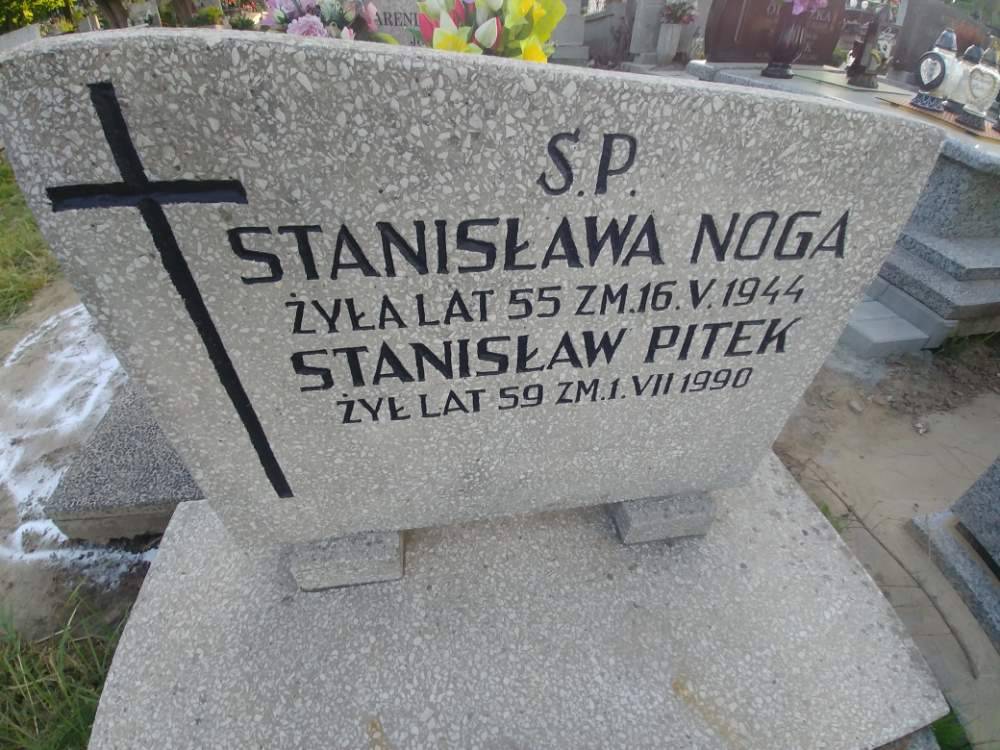 S.P.
STANISŁAWA NOGA
ŻYŁA LAT 55 ZM.16.V.1944
STANISŁAW PITEK
ŻYŁ LAT 59 ZM.1.VII 1990